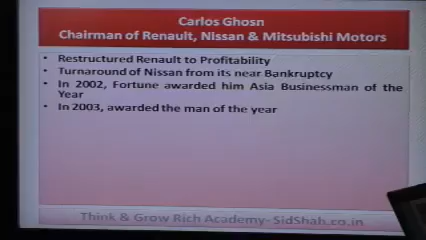 Carlos Ghosn
Chairman of Renault, Nissan & Mitsubishi Motors
• Restructured Renault to Profitability
• Turnaround of Nissan from its near Bankruptcy
• In 2002, Fortune awarded him Asia Businessman of the
Year
• In 2003, awarded the man of the year
Think & Grow Rich Academy- SidShah.co.in